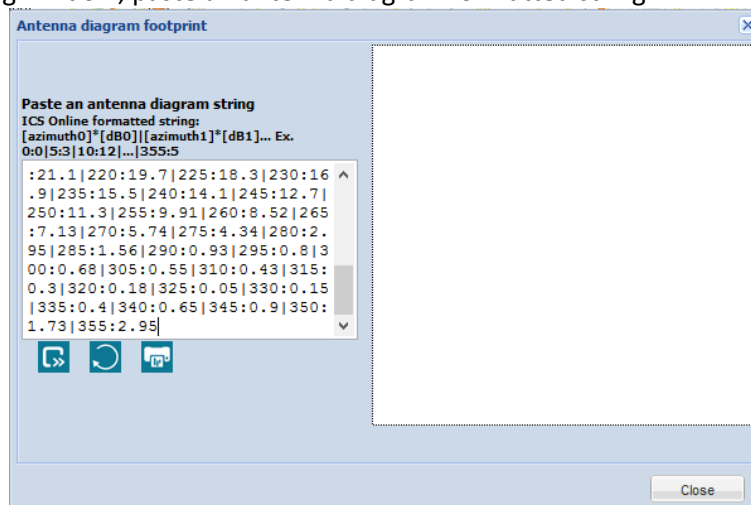 Antenna diagram footprint
Paste an antenna diagram string
ICS Online formatted string:
[azimuth0]*[dB0]|[azimuth1]*[dB1]... Ex.
0:0|5:3|10:12|...|355:5
:21.1|220:19.7|225:18.3|230:16
.9|235:15.5|240:14.1|245:12.7|
250:11.3|255:9.91|260:8.52|265
:7.13|270:5.74|275:4.34|280:2.
95|285:1.56|290:0.93|295:0.8|3
00:0.68|305:0.55|310:0.43|315:
0.3|320:0.18|325:0.05|330:0.15
|335:0.4|340:0.65|345:0.9|350:
1.73|355:2.95
Close